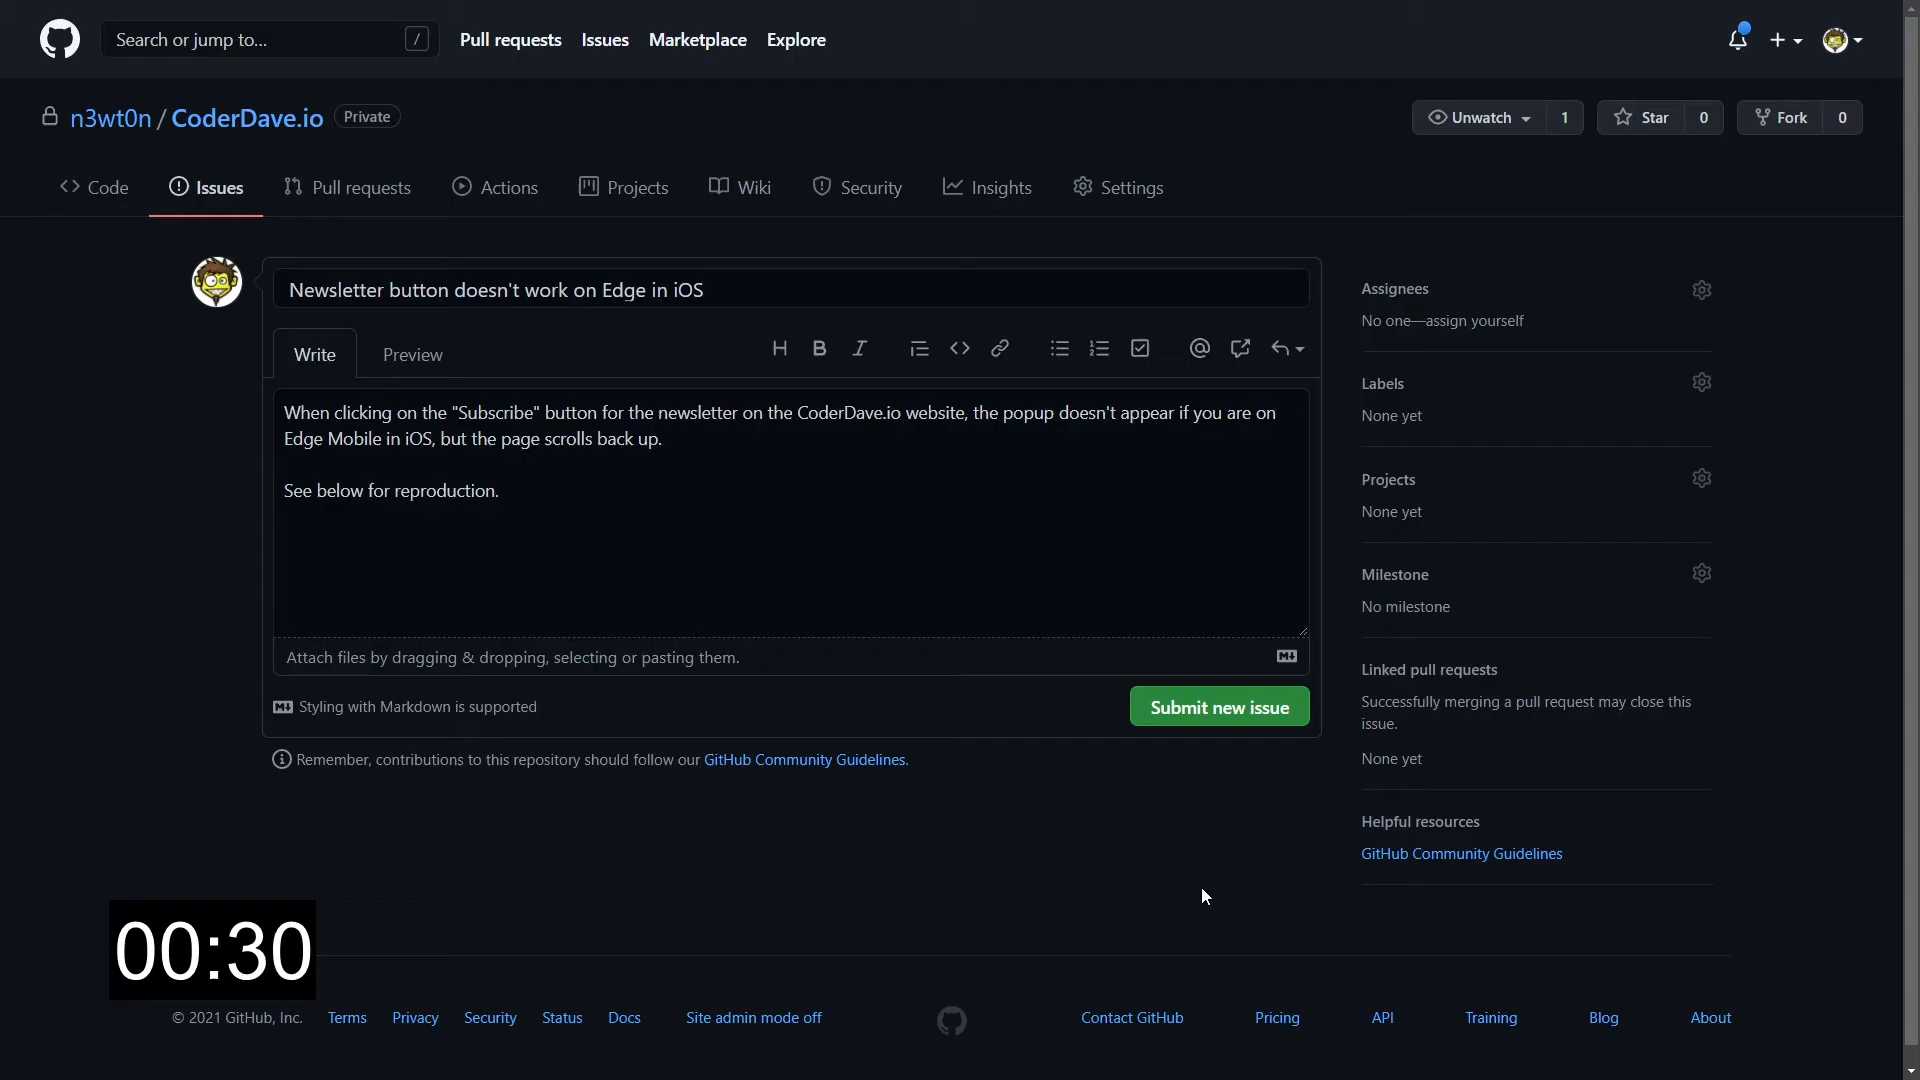 Search or jump to... /
Pull requests Issues Marketplace Explore
n3wt0n / CoderDave.io Private
Unwatch 1 Star 0 Fork 0
Code Issues Pull requests Actions Projects Wiki Security Insights Settings
Newsletter button doesn't work on Edge in iOS
Write Preview
When clicking on the "Subscribe" button for the newsletter on the CoderDave.io website, the popup doesn't appear if you are on
Edge Mobile in iOS, but the page scrolls back up.
See below for reproduction.
Attach files by dragging & dropping, selecting or pasting them.
Styling with Markdown is supported
Submit new issue
Remember, contributions to this repository should follow our GitHub Community Guidelines.
Assignees
No one—assign yourself
Labels
None yet
Projects
None yet
Milestone
No milestone
Linked pull requests
Successfully merging a pull request may close this
issue.
None yet
Helpful resources
GitHub Community Guidelines
00:30
© 2021 GitHub, Inc. Terms Privacy Security Status Docs Site admin mode off Contact GitHub Pricing API Training Blog About